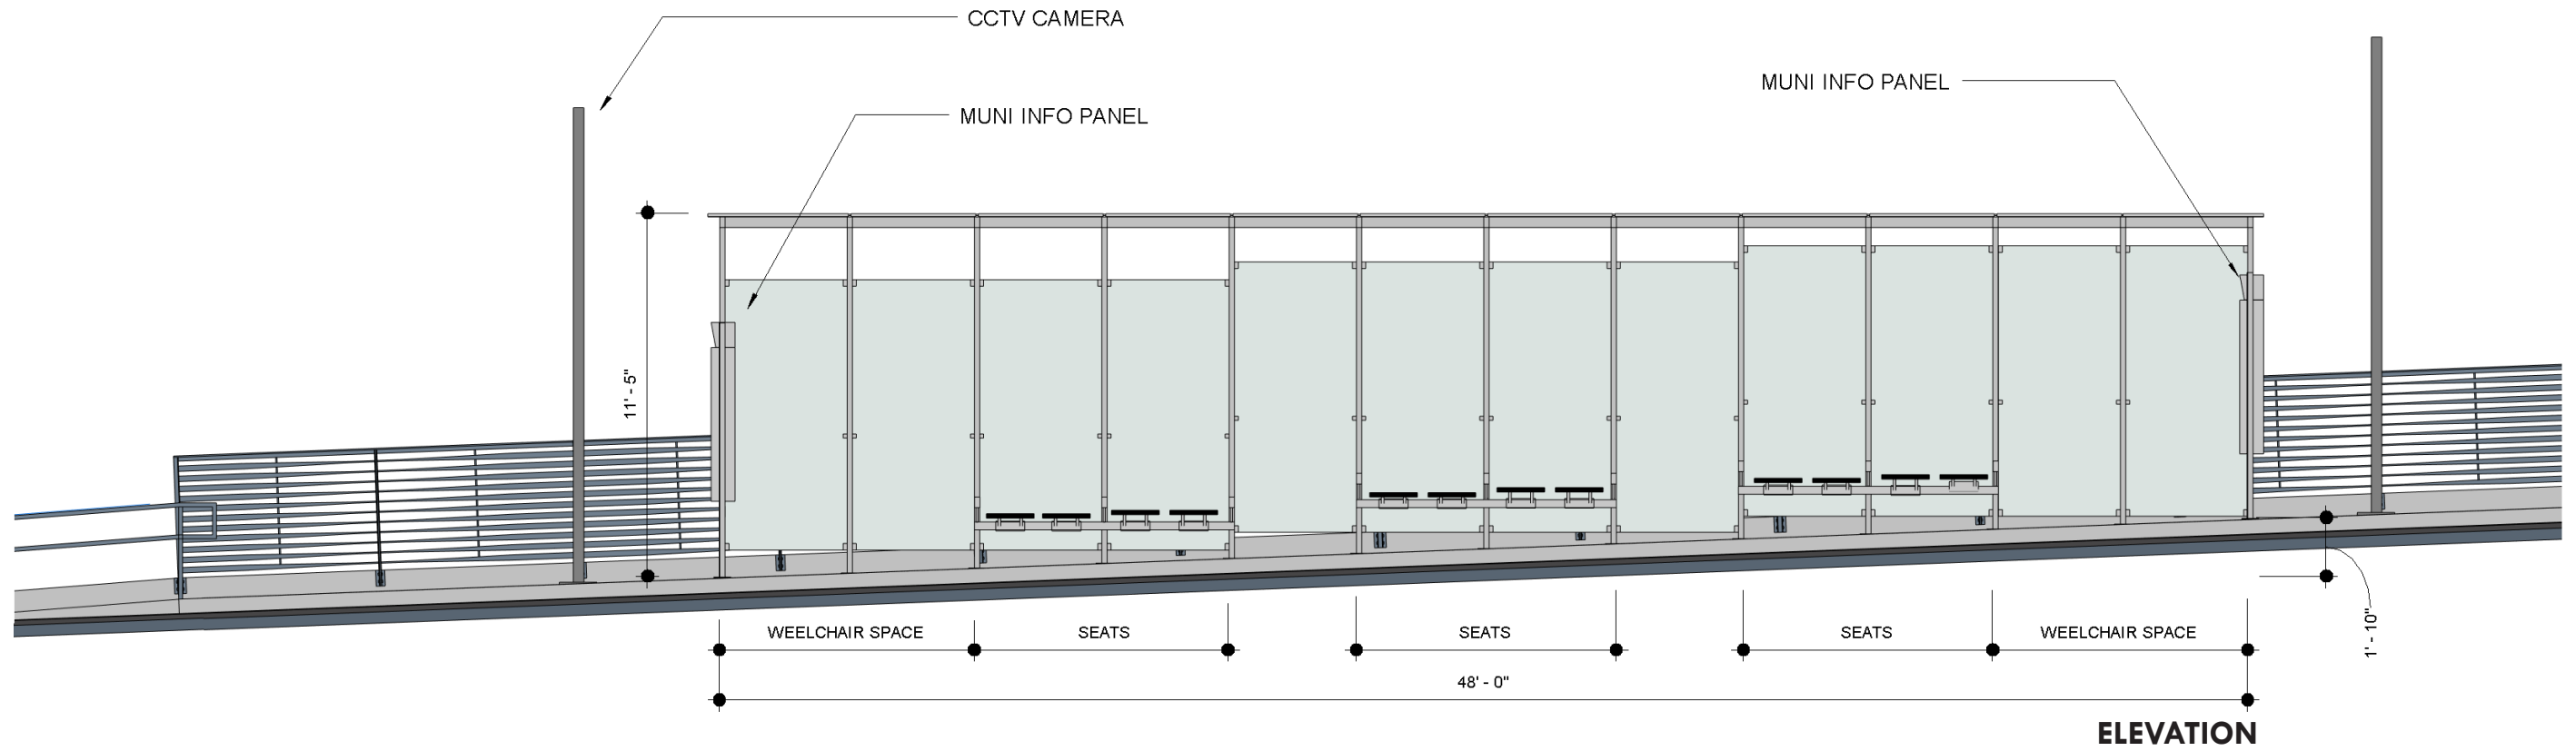 CCTV CAMERA
MUNI INFO PANEL
MUNI INFO PANEL
11' - 5"
WEELCHAIR SPACE
SEATS
SEATS
SEATS
WEELCHAIR SPACE
1' - 10"
48' - 0"
ELEVATION